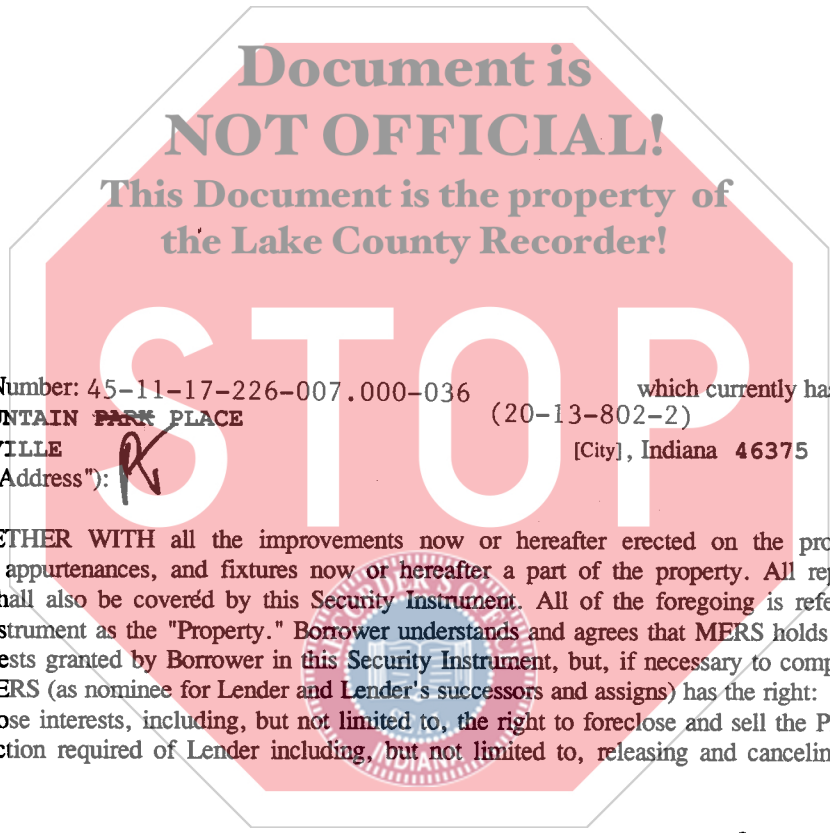 Document is
NOT OFFICIAL!
This Document is the property of
the Lake County Recorder!
STOP
Number: 45-11-17-226-007.000-036 which currently has
NTAIN PARK PLACE (20-13-802-2)
VILLE [City], Indiana 46375
Address"):
ETHER WITH all the improvements now or hereafter erected on the pro
appurtenances, and fixtures now or hereafter a part of the property. All rep
hall also be covered by this Security Instrument. All of the foregoing is refe
strument as the "Property." Borrower understands and agrees that MERS holds
ests granted by Borrower in this Security Instrument, but, if necessary to comp
ERS (as nominee for Lender and Lender's successors and assigns) has the right:
ose interests, including, but not limited to, the right to foreclose and sell the P
ction required of Lender including, but not limited to, releasing and cancelin
RECORDER'S OFFICE
INDIANA